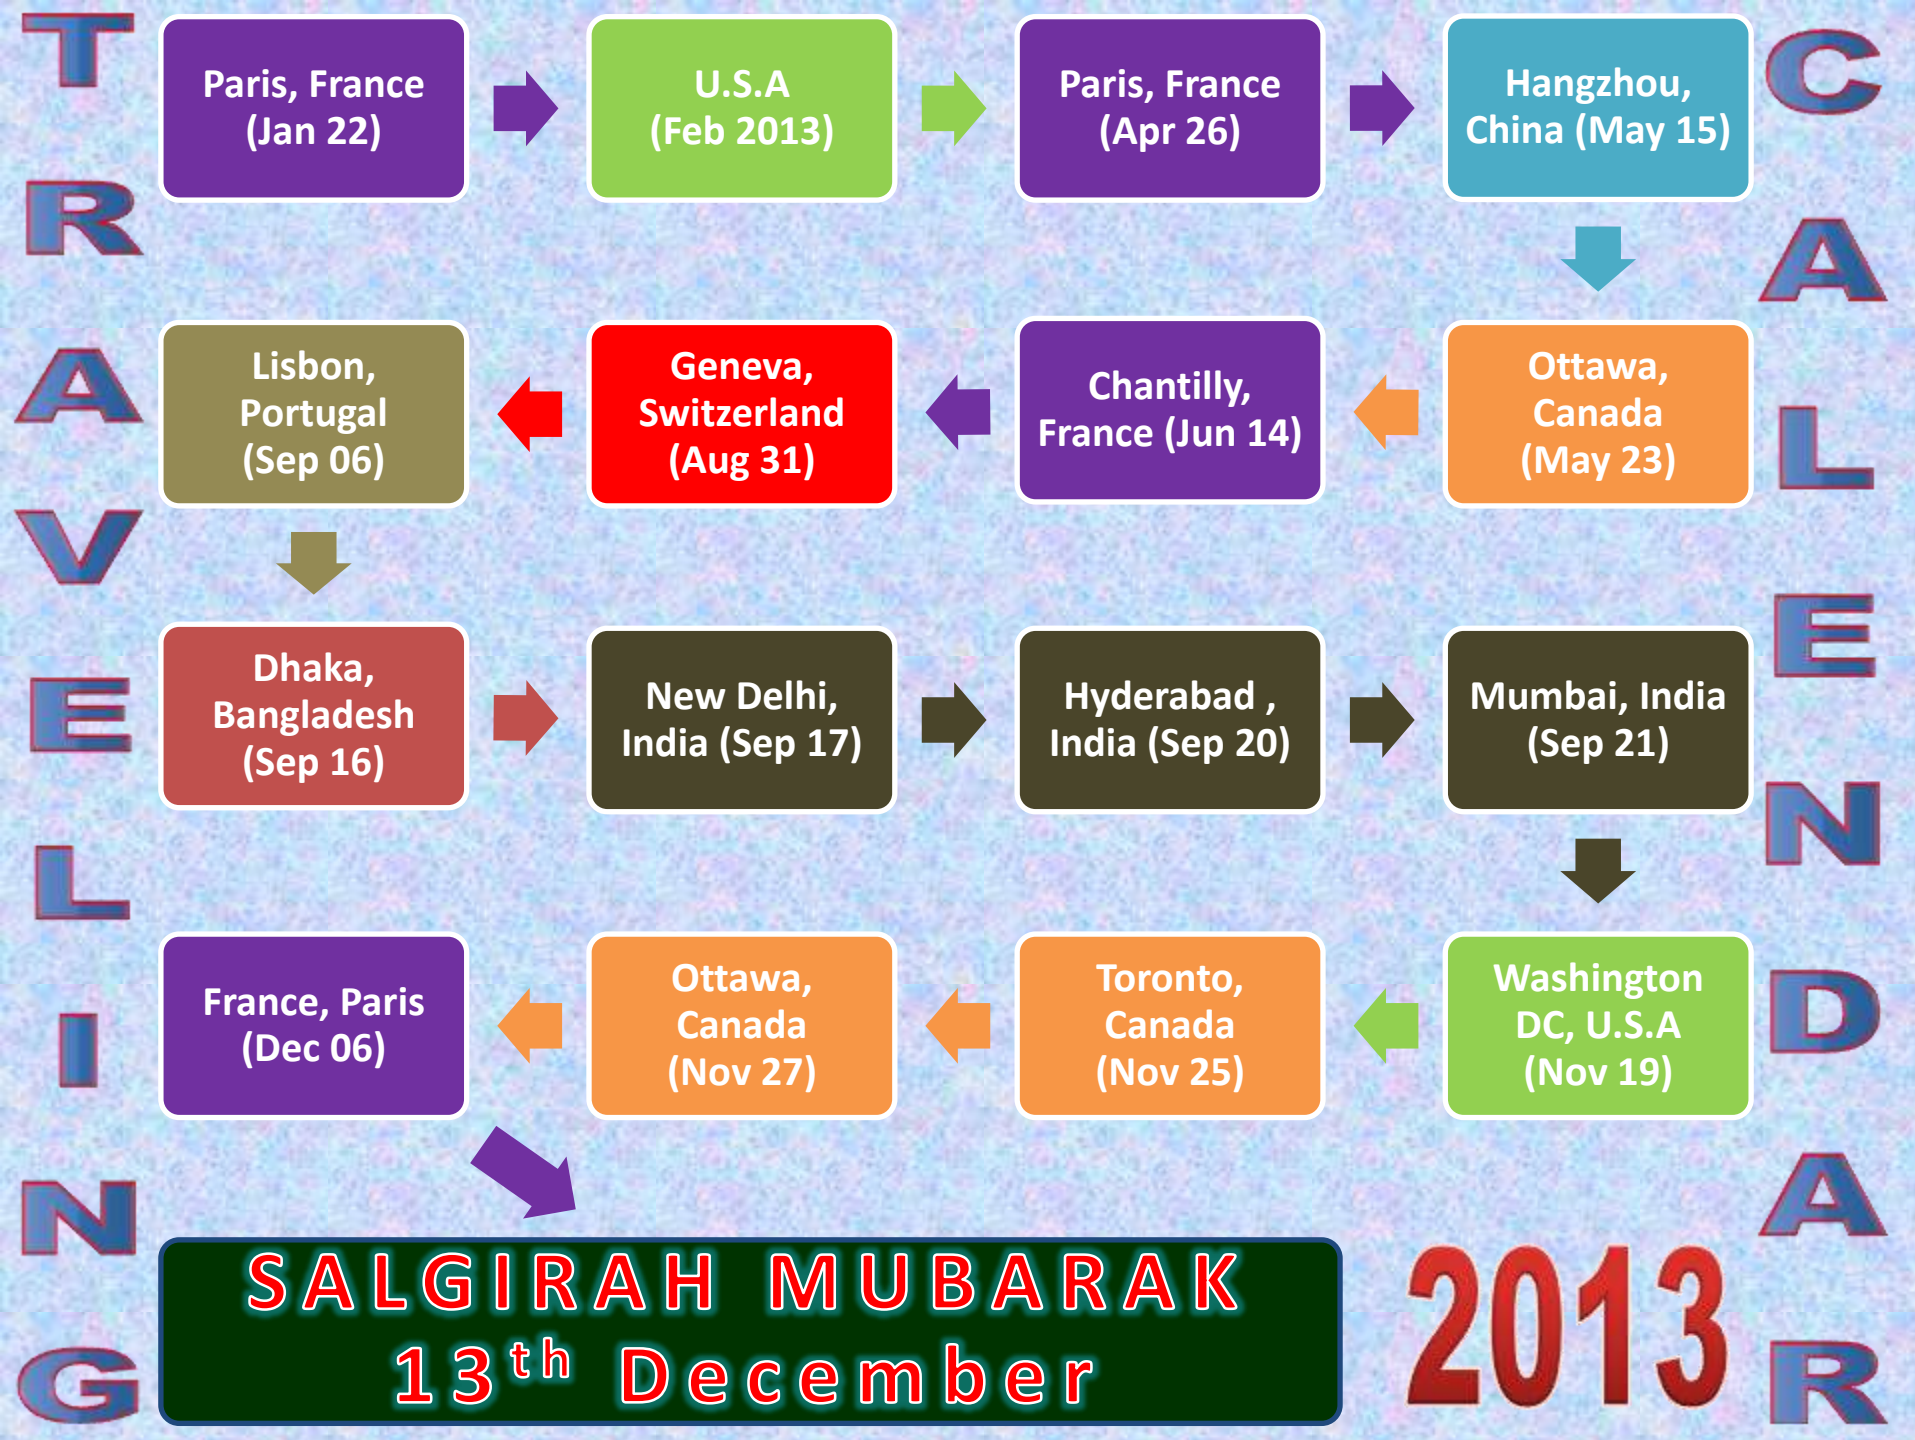 TRAVELING
Paris, France
(Jan 22)
U.S.A
(Feb 2013)
Paris, France
(Apr 26)
Hangzhou,
China (May 15)
Ottawa,
Canada
(May 23)
Chantilly,
France (Jun 14)
Geneva,
Switzerland
(Aug 31)
Lisbon,
Portugal
(Sep 06)
Dhaka,
Bangladesh
(Sep 16)
New Delhi,
India (Sep 17)
Hyderabad ,
India (Sep 20)
Mumbai, India
(Sep 21)
Washington
DC, U.S.A
(Nov 19)
Toronto,
Canada
(Nov 25)
Ottawa,
Canada
(Nov 27)
France, Paris
(Dec 06)
SALGIRAH MUBARAK
13th December
CALENDAR
2013